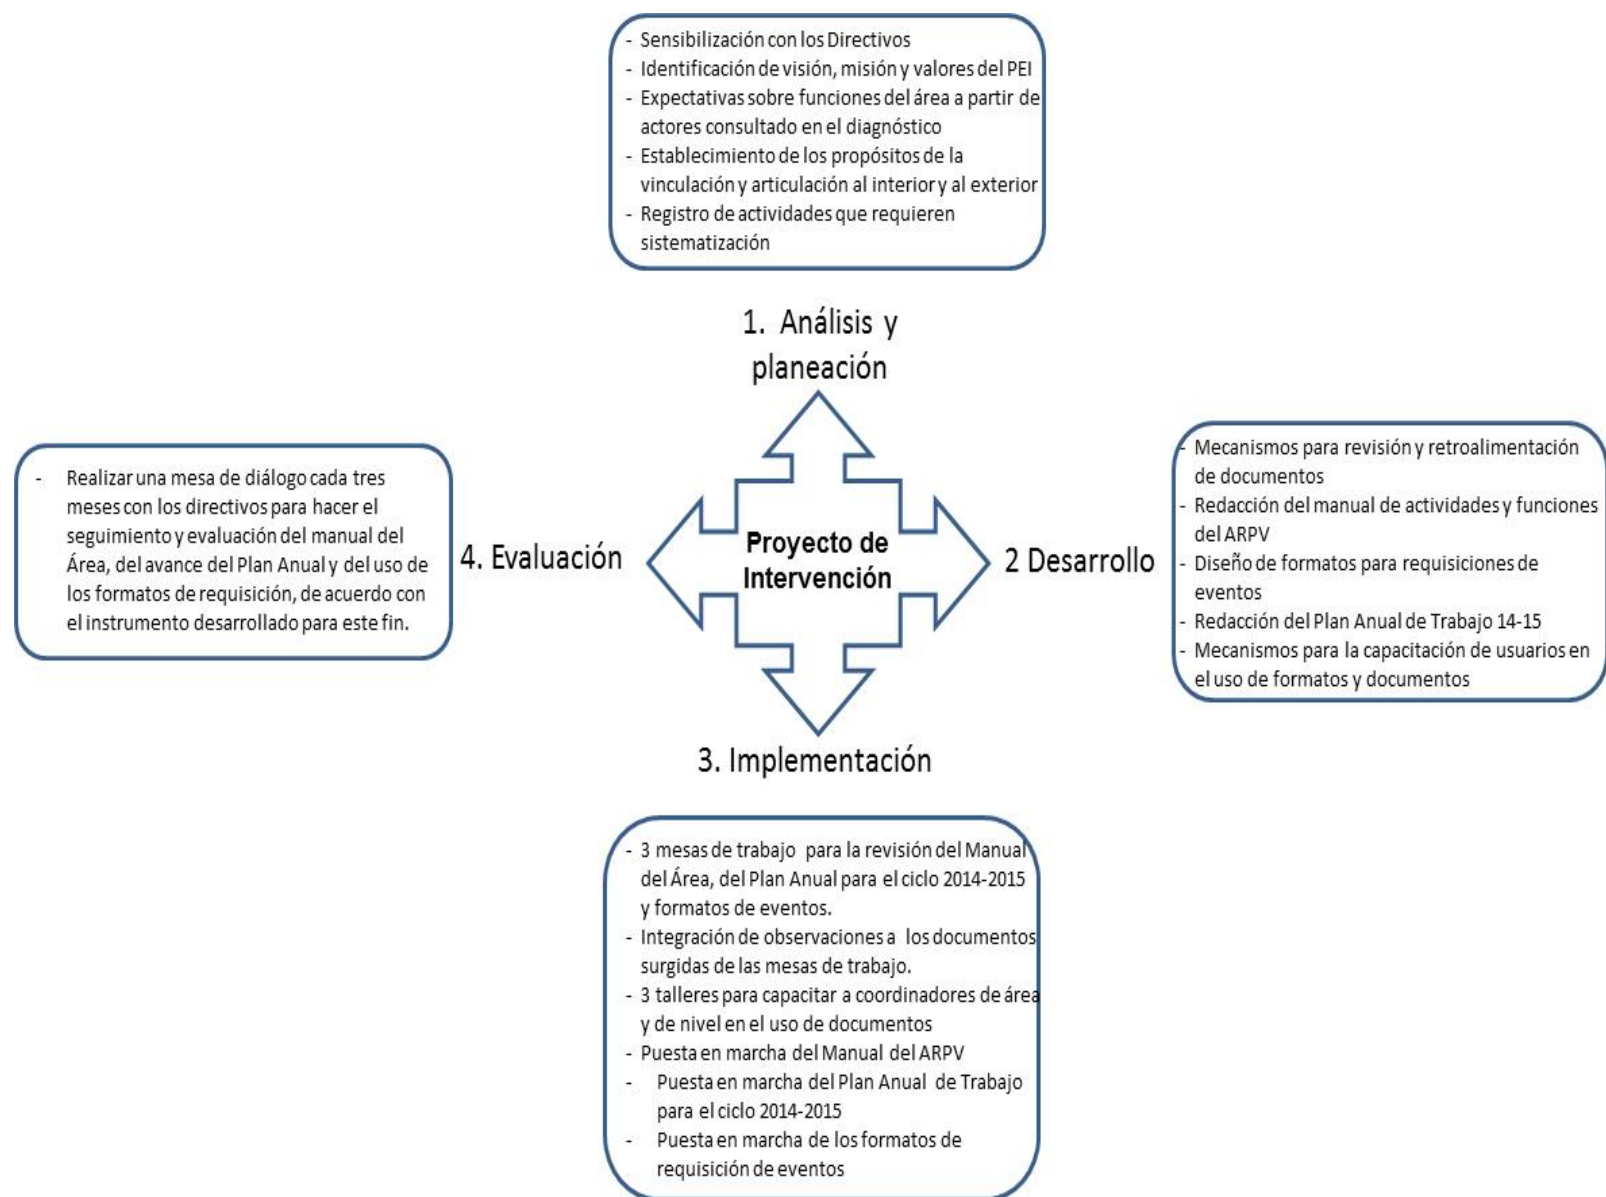 - Sensibilización con los Directivos
- Identificación de visión, misión y valores del PEI
- Expectativas sobre funciones del área a partir de
actores consultado en el diagnóstico
- Establecimiento de los propósitos de la
vinculación y articulación al interior y al exterior
- Registro de actividades que requieren
sistematización
1. Análisis y
planeación
- Realizar una mesa de diálogo cada tres
meses con los directivos para hacer el
seguimiento y evaluación del manual del
Área, del avance del Plan Anual y del uso de
los formatos de requisición, de acuerdo con
el instrumento desarrollado para este fin.
4. Evaluación
Proyecto de
Intervención
2 Desarrollo
- Mecanismos para revisión y retroalimentación
de documentos
- Redacción del manual de actividades y funciones
del ARPV
- Diseño de formatos para requisiciones de
eventos
- Redacción del Plan Anual de Trabajo 14-15
- Mecanismos para la capacitación de usuarios en
el uso de formatos y documentos
3. Implementación
- 3 mesas de trabajo para la revisión del Manual
del Área, del Plan Anual para el ciclo 2014-2015
y formatos de eventos.
- Integración de observaciones a los documentos
surgidas de las mesas de trabajo.
- 3 talleres para capacitar a coordinadores de área
y de nivel en el uso de documentos
- Puesta en marcha del Manual del ARPV
- Puesta en marcha del Plan Anual de Trabajo
para el ciclo 2014-2015
- Puesta en marcha de los formatos de
requisición de eventos